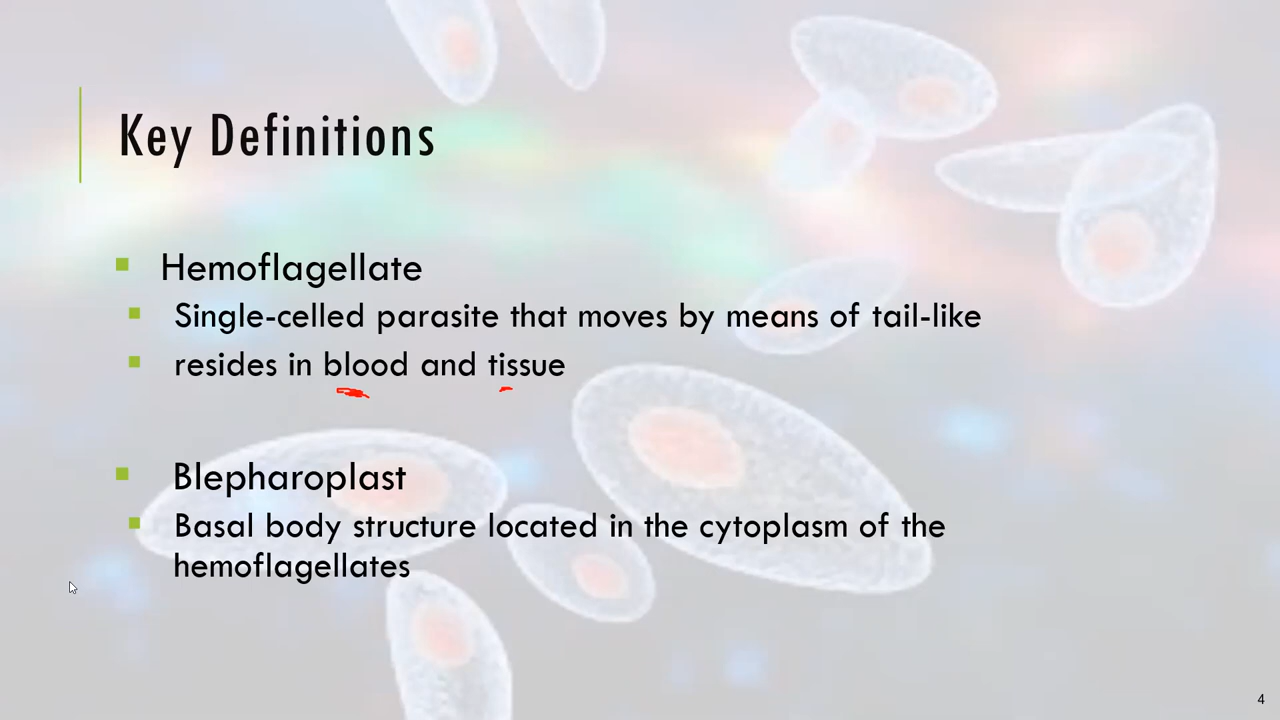 Key Definitions
Hemoflagellate
Single-celled parasite that moves by means of tail-like
resides in blood and tissue
Blepharoplast
Basal body structure located in the cytoplasm of the
hemoflagellates
4